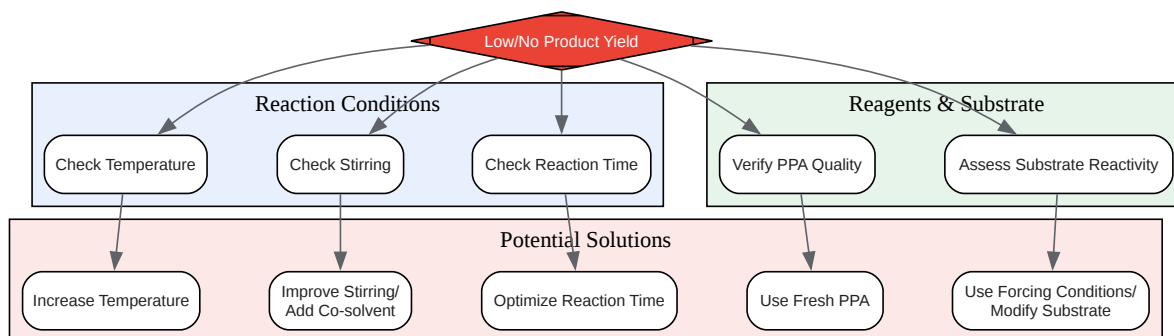 Low/No Product Yield
Reaction Conditions
Reagents & Substrate
Check Temperature
Check Stirring
Check Reaction Time
Verify PPA Quality
Assess Substrate Reactivity
Potential Solutions
Increase Temperature
Improve Stirring/
Add Co-solvent
Optimize Reaction Time
Use Fresh PPA
Use Forcing Conditions/
Modify Substrate